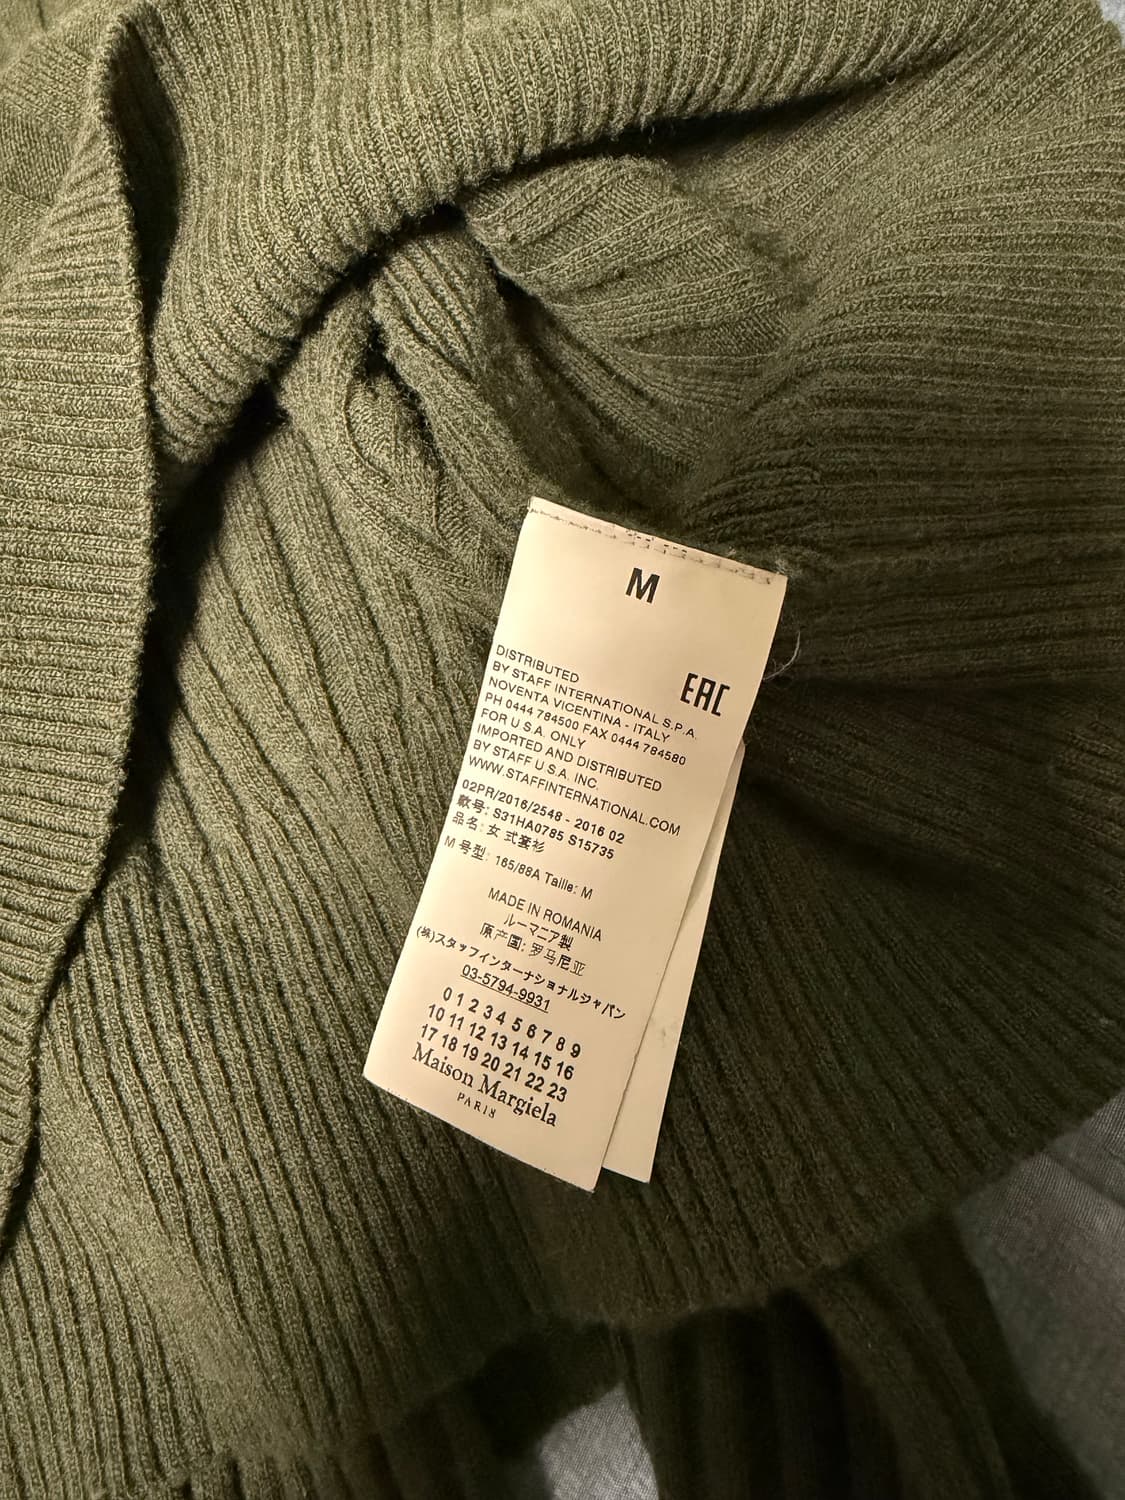 M
EAC
DISTRIBUTED
BY STAFF INTERNATIONAL S.P.A.
NOVENTA VICENTINA - ITALY
PH 0444 784500 FAX 0444 784580
FOR U.S.A. ONLY
IMPORTED AND DISTRIBUTED
BY STAFF U.S.A. INC.
WWW.STAFFINTERNATIONAL.COM
02PR/2016/2548 - 2016 02
款号: S31HA0785 S15735
品名: 女 式套衫
M 号型: 165/88A Taille: M
MADE IN ROMANIA
ルーマニア製
原产国: 罗马尼亚
(株)スタッフインターナショナルジャパン
03-5794-9931
0 1 2 3 4 5 6 7 8 9
10 11 12 13 14 15 16
17 18 19 20 21 22 23
Maison Margiela
PARIS